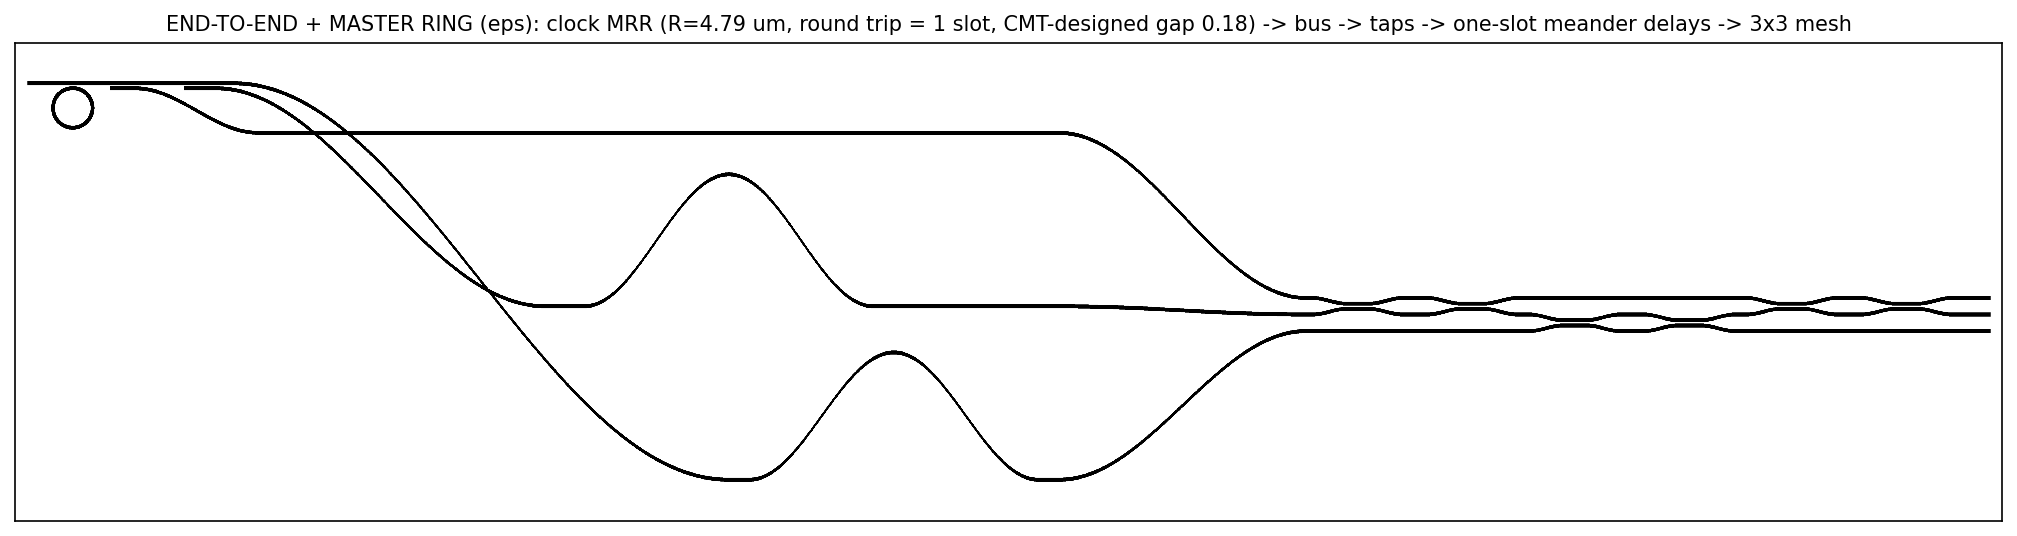 END-TO-END + MASTER RING (eps): clock MRR (R=4.79 um, round trip = 1 slot, CMT-designed gap 0.18) -> bus -> taps -> one-slot meander delays -> 3x3 mesh